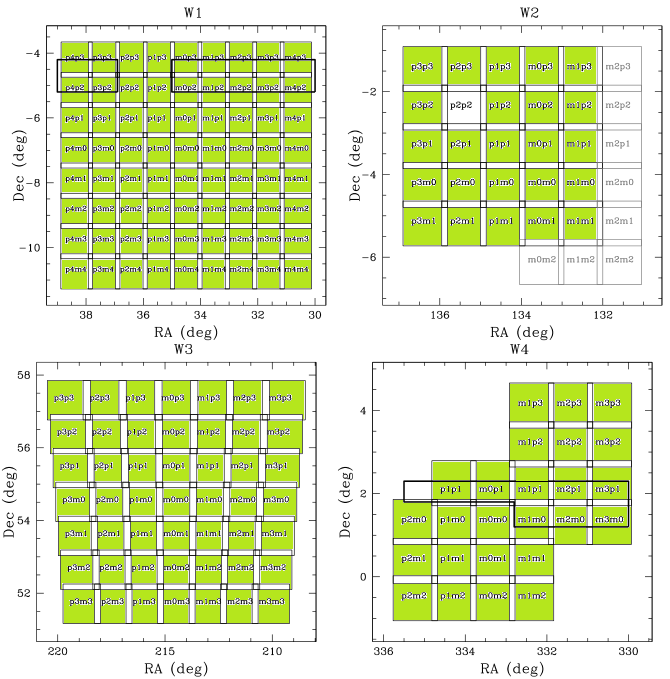 W1
p4p3 p3p3 p2p3 p1p3 m0p3 m1p3 m2p3 m3p3 m4p3
p4p2 p3p2 p2p2 p1p2 m0p2 m1p2 m2p2 m3p2 m4p2
p4p1 p3p1 p2p1 p1p1 m0p1 m1p1 m2p1 m3p1 m4p1
p4m0 p3m0 p2m0 p1m0 m0m0 m1m0 m2m0 m3m0 m4m0
p4m1 p3m1 p2m1 p1m1 m0m1 m1m1 m2m1 m3m1 m4m1
p4m2 p3m2 p2m2 p1m2 m0m2 m1m2 m2m2 m3m2 m4m2
p4m3 p3m3 p2m3 p1m3 m0m3 m1m3 m2m3 m3m3 m4m3
p4m4 p3m4 p2m4 p1m4 m0m4 m1m4 m2m4 m3m4 m4m4
-4
-6
-8
-10
Dec (deg)
38 36 34 32 30
RA (deg)
W2
p3p3 p2p3 p1p3 m0p3 m1p3 m2p3
p3p2 p2p2 p1p2 m0p2 m1p2 m2p2
p3p1 p2p1 p1p1 m0p1 m1p1 m2p1
p3m0 p2m0 p1m0 m0m0 m1m0 m2m0
p3m1 p2m1 p1m1 m0m1 m1m1 m2m1
m0m2 m1m2 m2m2
-2
-4
-6
Dec (deg)
136 134 132
RA (deg)
W3
p3p3 p2p3 p1p3 m0p3 m1p3 m2p3 m3p3
p3p2 p2p2 p1p2 m0p2 m1p2 m2p2 m3p2
p3p1 p2p1 p1p1 m0p1 m1p1 m2p1 m3p1
p3m0 p2m0 p1m0 m0m0 m1m0 m2m0 m3m0
p3m1 p2m1 p1m1 m0m1 m1m1 m2m1 m3m1
p3m2 p2m2 p1m2 m0m2 m1m2 m2m2 m3m2
p3m3 p2m3 p1m3 m0m3 m1m3 m2m3 m3m3
58
56
54
52
Dec (deg)
220 215 210
RA (deg)
W4
m1p3 m2p3 m3p3
m1p2 m2p2 m3p2
p1p1 m0p1 m1p1 m2p1 m3p1
p2m0 p1m0 m0m0 m1m0 m2m0 m3m0
p2m1 p1m1 m0m1 m1m1
p2m2 p1m2 m0m2 m1m2
4
2
0
Dec (deg)
336 334 332 330
RA (deg)